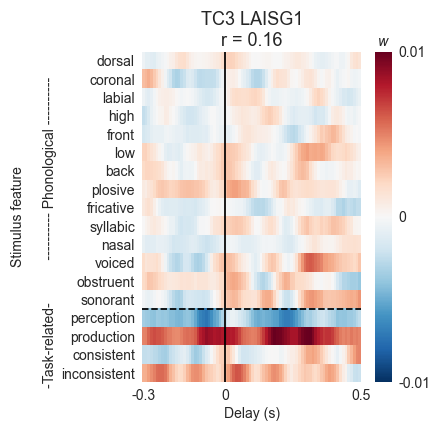 TC3 LAISG1
r = 0.16
w
Stimulus feature
---------- Phonological ----------
-Task-related-
dorsal
coronal
labial
high
front
low
back
plosive
fricative
syllabic
nasal
voiced
obstruent
sonorant
perception
production
consistent
inconsistent
-0.3
0
0.5
Delay (s)
0.01
0
-0.01